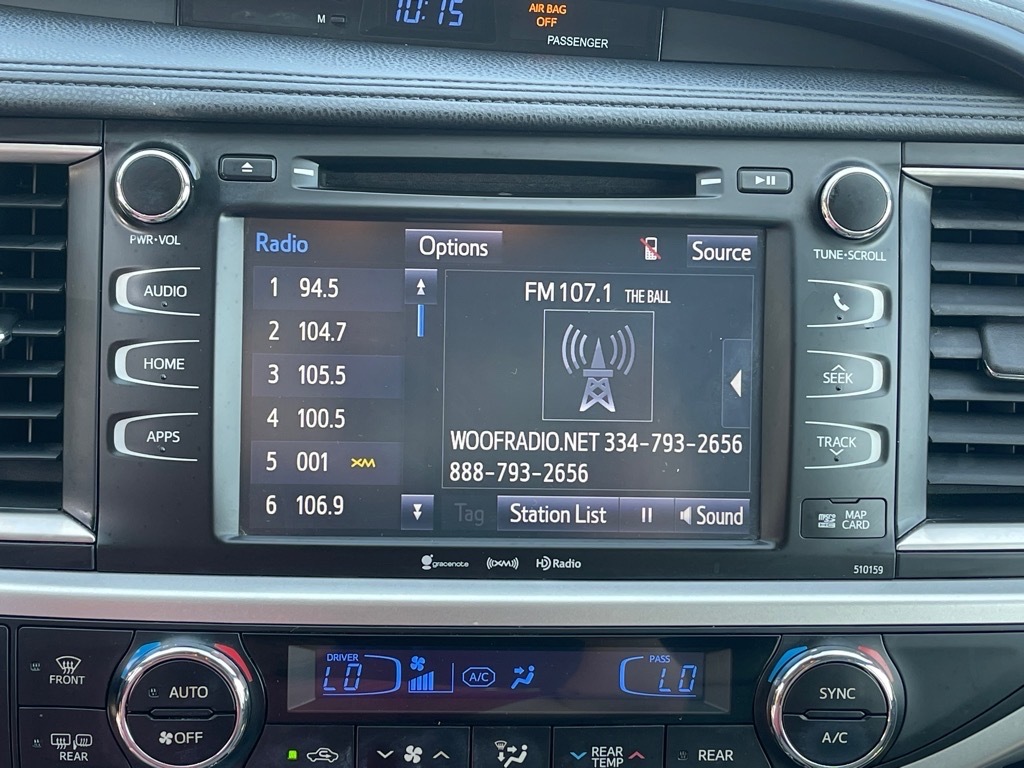 10:15
AIR BAG
OFF
M
PASSENGER
PWR•VOL
TUNE•SCROLL
AUDIO
HOME
APPS
Radio
Options
Source
1 94.5
2 104.7
3 105.5
4 100.5
5 001 XM
6 106.9
FM 107.1 THE BALL
WOOFRADIO.NET 334-793-2656
888-793-2656
Tag
Station List
Sound
SEEK
TRACK
MAP
CARD
gracenote
((XM))
HD Radio
510159
FRONT
REAR
AUTO
OFF
DRIVER
LO
A/C
PASS
LO
REAR
TEMP
REAR
SYNC
A/C